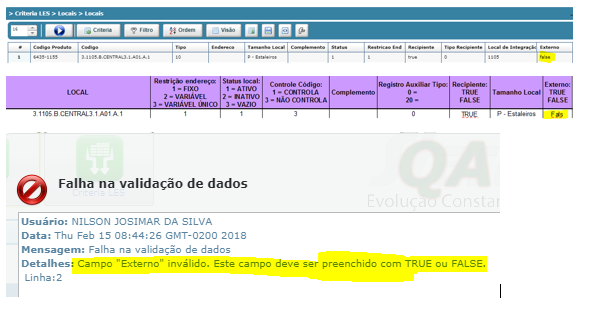 > Criteria LES > Locais > Locais
15 Criteria Filtro Ordem Visão
# Codigo Produto Codigo Tipo Endereco Tamanho Local Complemento Status Restricao End Recipiente Tipo Recipiente Local de Integração Externo
1 6425-1155 3.1105.B.CENTRAL3.1.A01.A.1 10 P - Estaleiros 1 1 true 0 1105 false
LOCAL Restrição endereço: 1 = FIXO 2 = VARIÁVEL 3 = VARIÁVEL ÚNICO Status local: 1 = ATIVO 2 = INATIVO 3 = VAZIO Controle Código: 1 = CONTROLA 3 = NÃO CONTROLA Complemento Registro Auxiliar Tipo: 0 = 20 = Recipiente: TRUE FALSE Tamanho Local Externo: TRUE FALSE
3.1105.B.CENTRAL3.1.A01.A.1 1 1 3 0 TRUE P - Estaleiros
Falha na validação de dados
QA
Evolução Constan
Usuário: NILSON JOSIMAR DA SILVA
Data: Thu Feb 15 08:44:26 GMT-0200 2018
Mensagem: Falha na validação de dados
Detalhes: Campo "Externo" inválido. Este campo deve ser preenchido com TRUE ou FALSE.
Linha:2